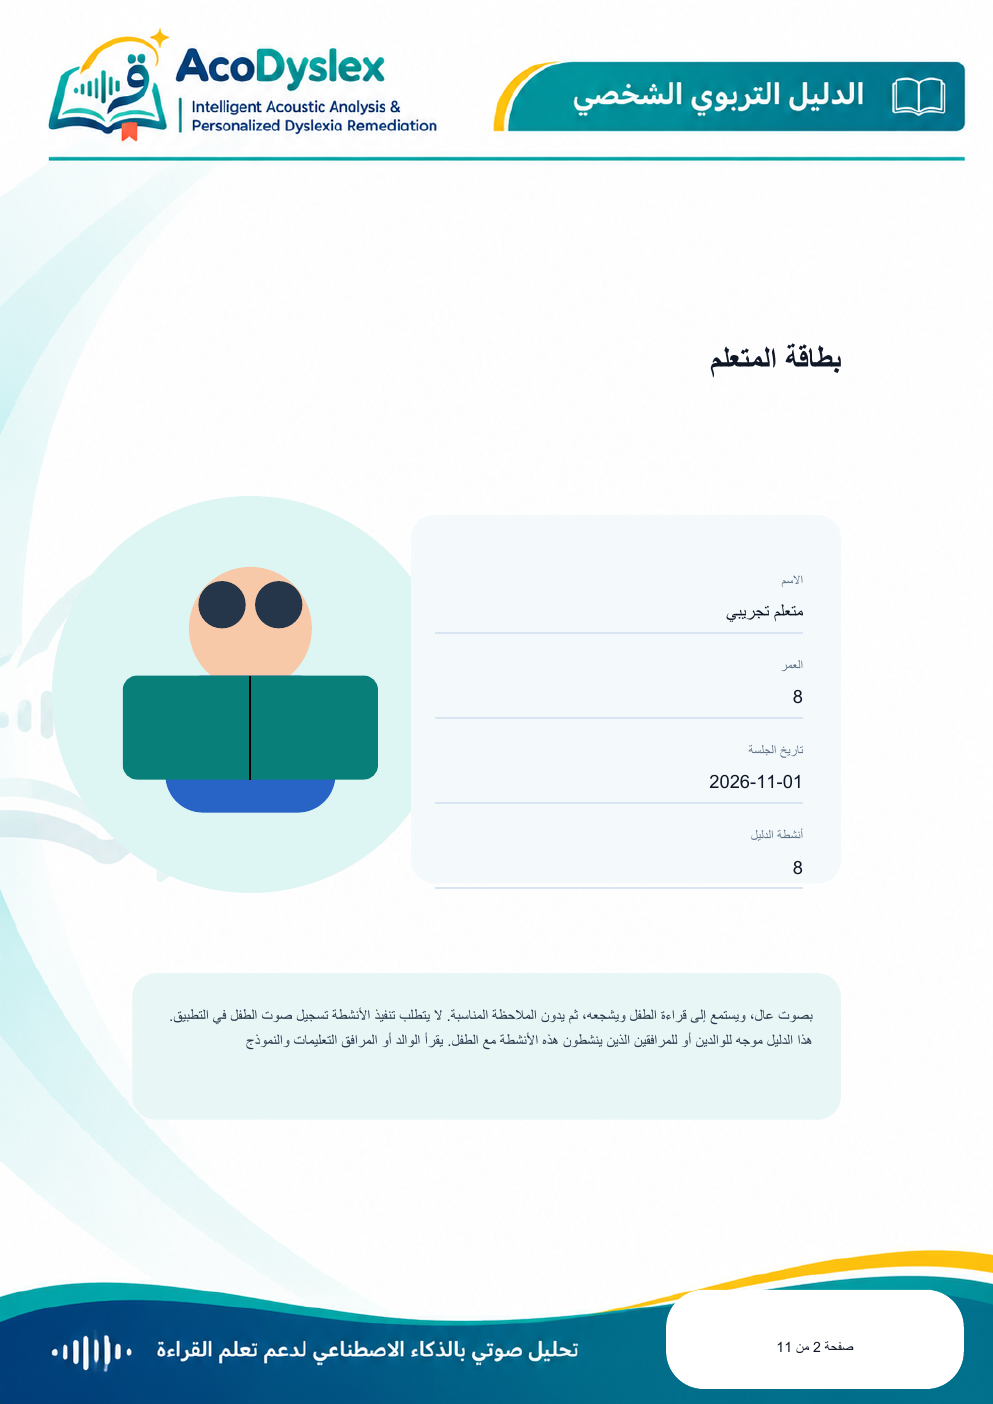 AcoDyslex
Intelligent Acoustic Analysis &
Personalized Dyslexia Remediation
الدليل التربوي الشخصي
بطاقة المتعلم
الاسم
متعلم تجريبي
العمر
8
تاريخ الجلسة
2026-11-01
أنشطة الدليل
8
بصوت عال، ويستمع إلى قراءة الطفل ويشجعه، ثم يدون الملاحظة المناسبة. لا يتطلب تنفيذ الأنشطة تسجيل صوت الطفل في التطبيق.
هذا الدليل موجه للوالدين أو للمرافقين الذين ينشطون هذه الأنشطة مع الطفل. يقرأ الوالد أو المرافق التعليمات والنموذج
تحليل صوتي بالذكاء الاصطناعي لدعم تعلم القراءة
صفحة 2 من 11